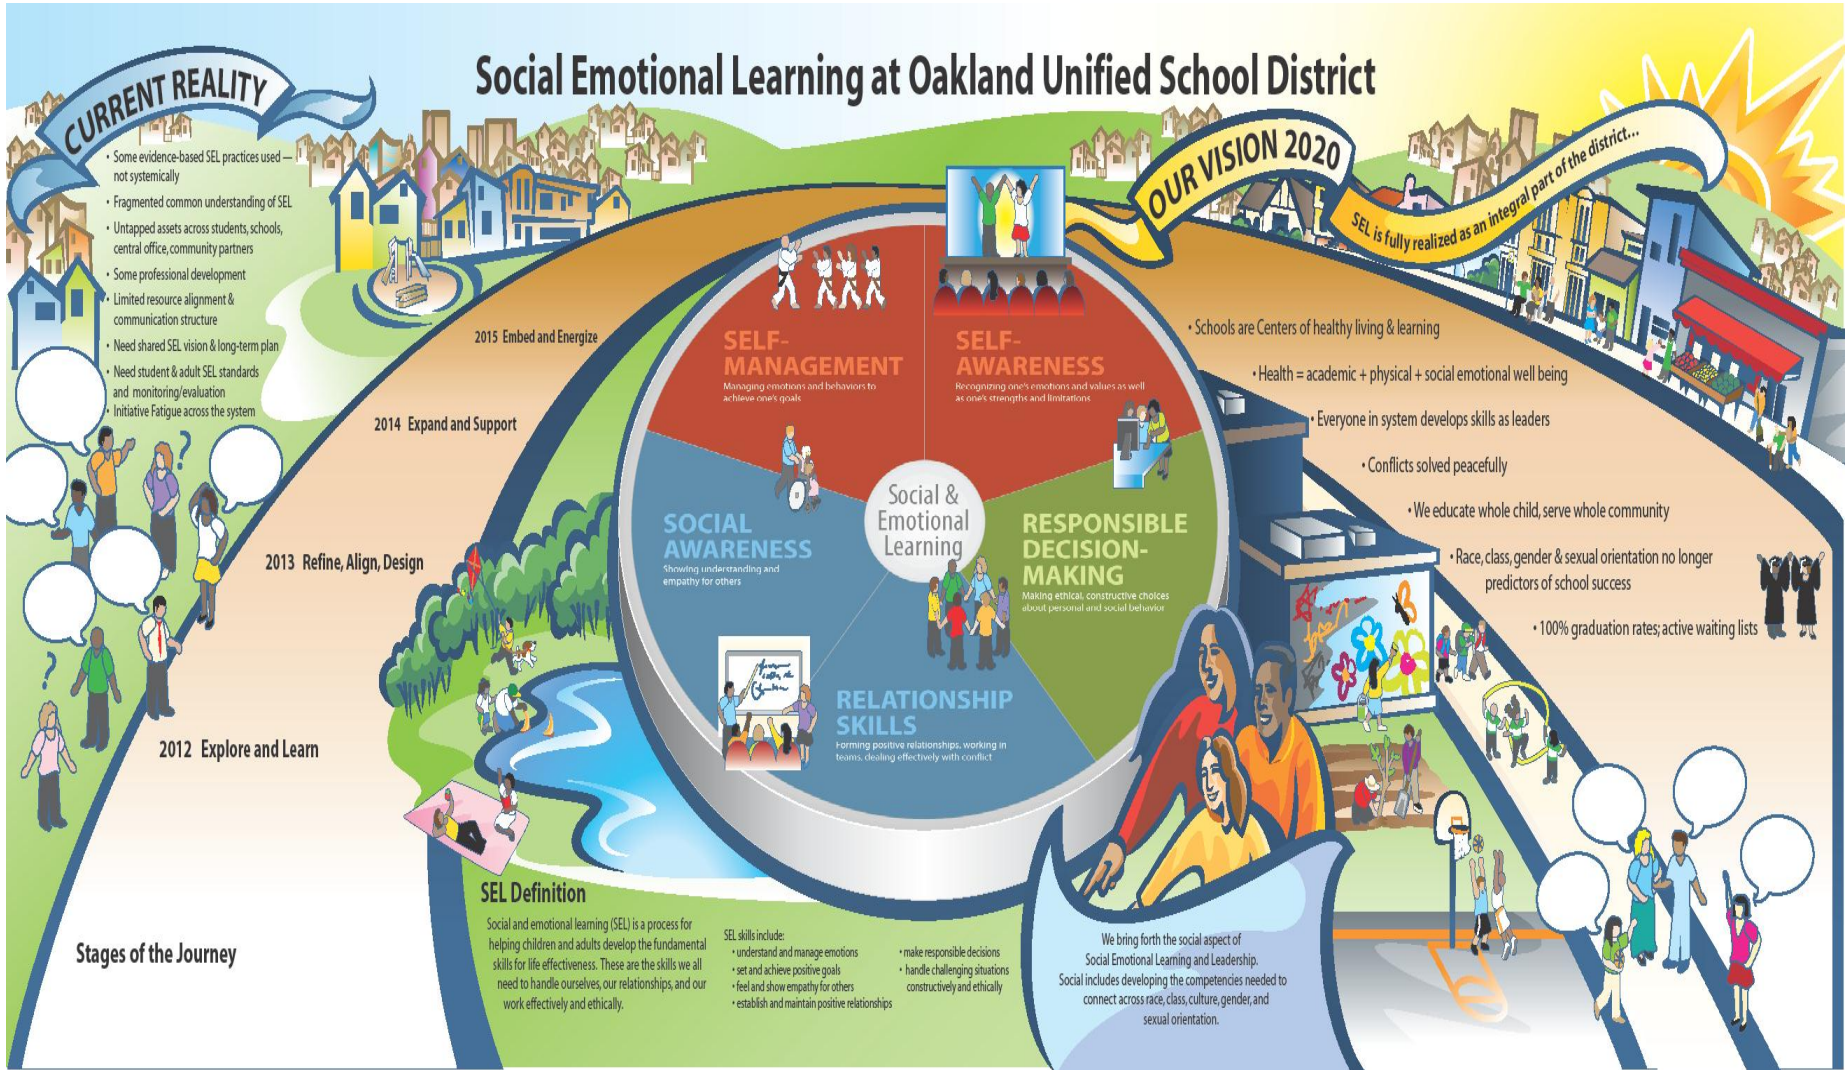 Social Emotional Learning at Oakland Unified School District
CURRENT REALITY
• Some evidence-based SEL practices used —
not systemically
• Fragmented common understanding of SEL
• Untapped assets across students, schools,
central office, community partners
• Some professional development
• Limited resource alignment &
communication structure
• Need shared SEL vision & long-term plan
• Need student & adult SEL standards
and monitoring/evaluation
• Initiative Fatigue across the system
?
?
Stages of the Journey
2012 Explore and Learn
2013 Refine, Align, Design
2014 Expand and Support
2015 Embed and Energize
Social &
Emotional
Learning
SELF-
MANAGEMENT
Managing emotions and behaviors to
achieve one's goals
SELF-
AWARENESS
Recognizing one's emotions and values as well
as one's strengths and limitations
SOCIAL
AWARENESS
Showing understanding and
empathy for others
RESPONSIBLE
DECISION-
MAKING
Making ethical, constructive choices
about personal and social behavior
RELATIONSHIP
SKILLS
Forming positive relationships, working in
teams, dealing effectively with conflict
OUR VISION 2020
SEL is fully realized as an integral part of the district...
• Schools are Centers of healthy living & learning
• Health = academic + physical + social emotional well being
• Everyone in system develops skills as leaders
• Conflicts solved peacefully
• We educate whole child, serve whole community
• Race, class, gender & sexual orientation no longer
predictors of school success
• 100% graduation rates; active waiting lists
SEL Definition
Social and emotional learning (SEL) is a process for
helping children and adults develop the fundamental
skills for life effectiveness. These are the skills we all
need to handle ourselves, our relationships, and our
work effectively and ethically.
SEL skills include:
• understand and manage emotions
• set and achieve positive goals
• feel and show empathy for others
• establish and maintain positive relationships
• make responsible decisions
• handle challenging situations
constructively and ethically
We bring forth the social aspect of
Social Emotional Learning and Leadership.
Social includes developing the competencies needed to
connect across race, class, culture, gender, and
sexual orientation.